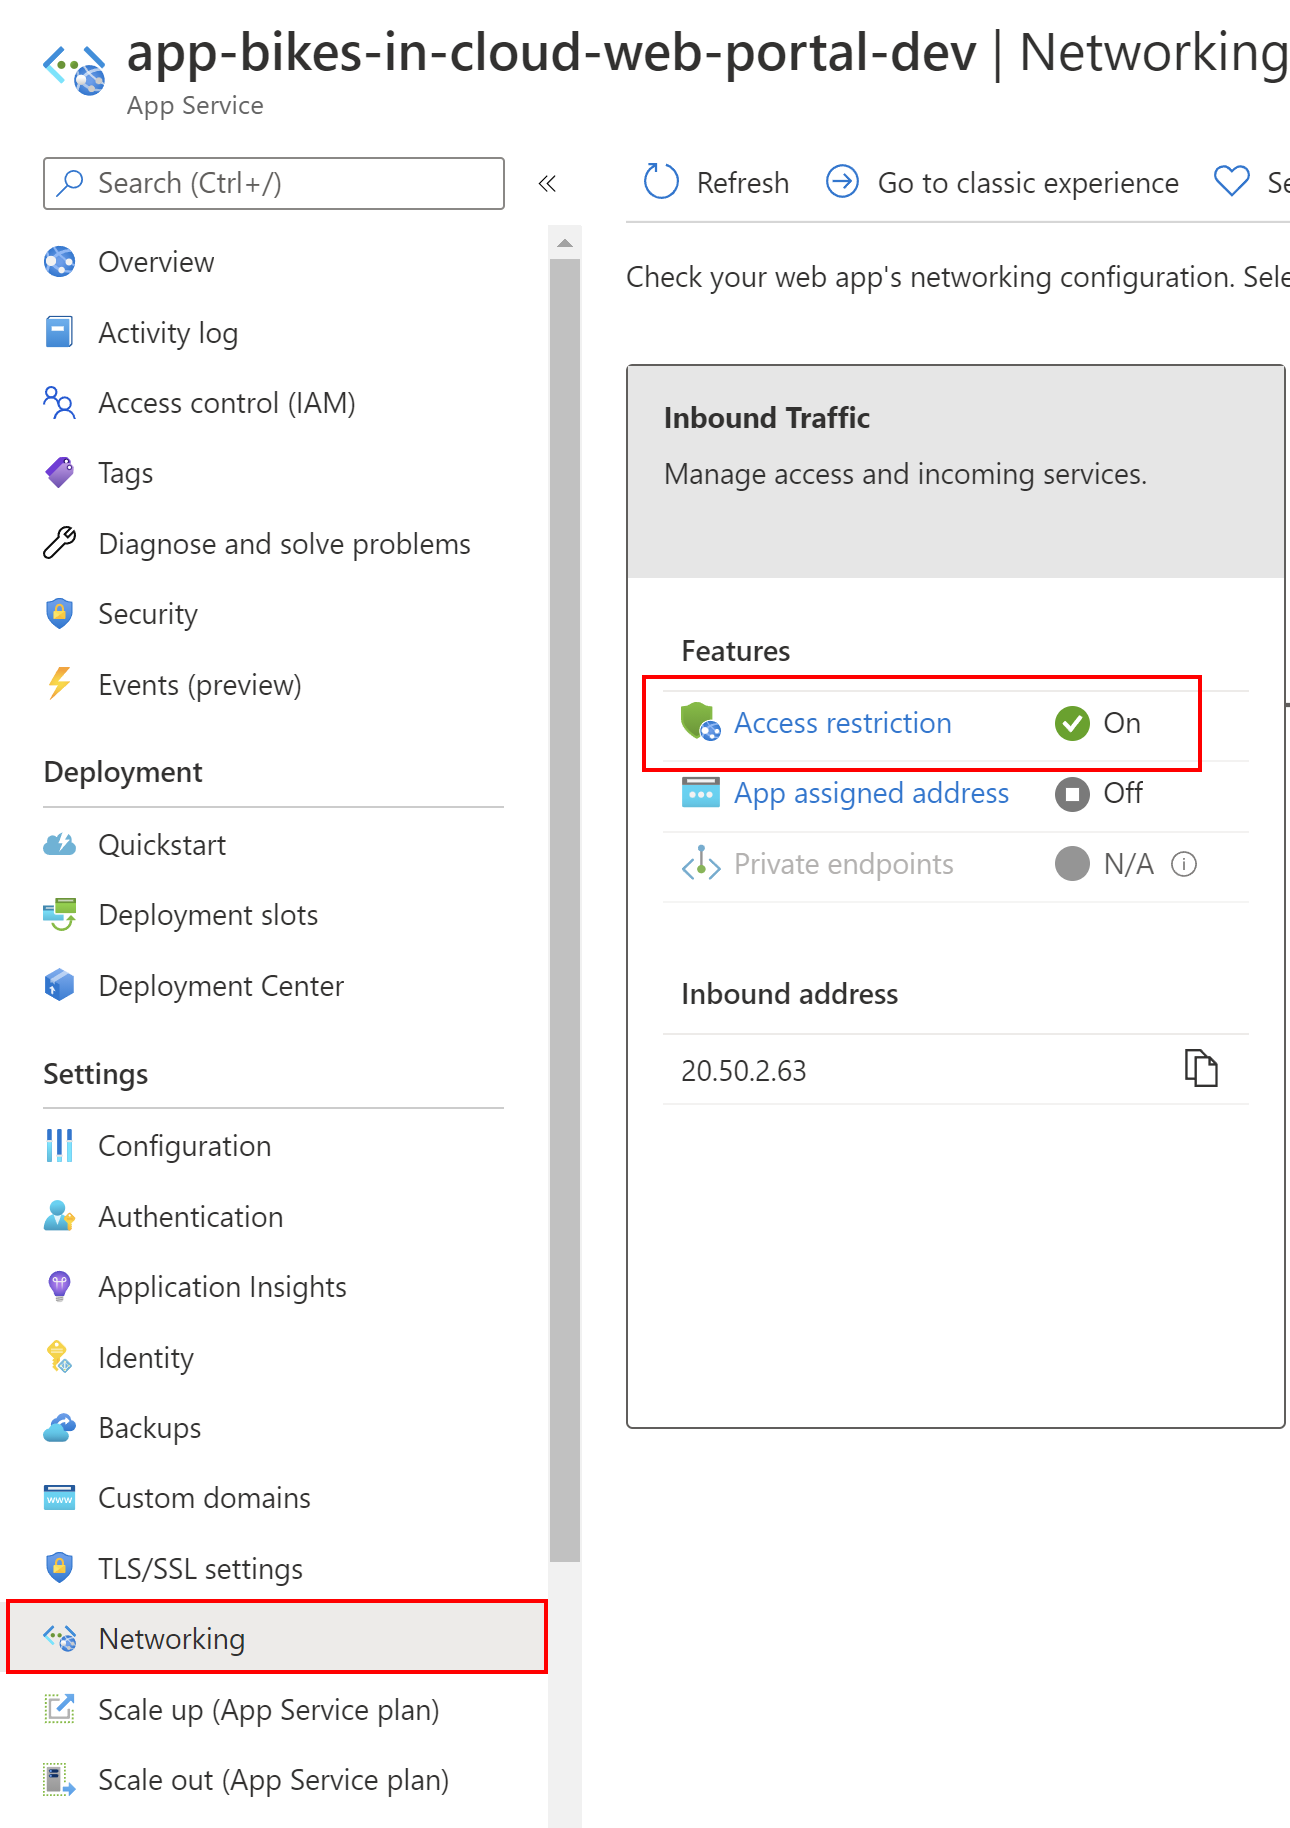 app-bikes-in-cloud-web-portal-dev | Networking
App Service
Search (Ctrl+/)
«
Overview
Activity log
Access control (IAM)
Tags
Diagnose and solve problems
Security
Events (preview)
Deployment
Quickstart
Deployment slots
Deployment Center
Settings
Configuration
Authentication
Application Insights
Identity
Backups
Custom domains
TLS/SSL settings
Networking
Scale up (App Service plan)
Scale out (App Service plan)
Refresh
Go to classic experience
Check your web app's networking configuration.
Inbound Traffic
Manage access and incoming services.
Features
Access restriction On
App assigned address Off
Private endpoints N/A
Inbound address
20.50.2.63